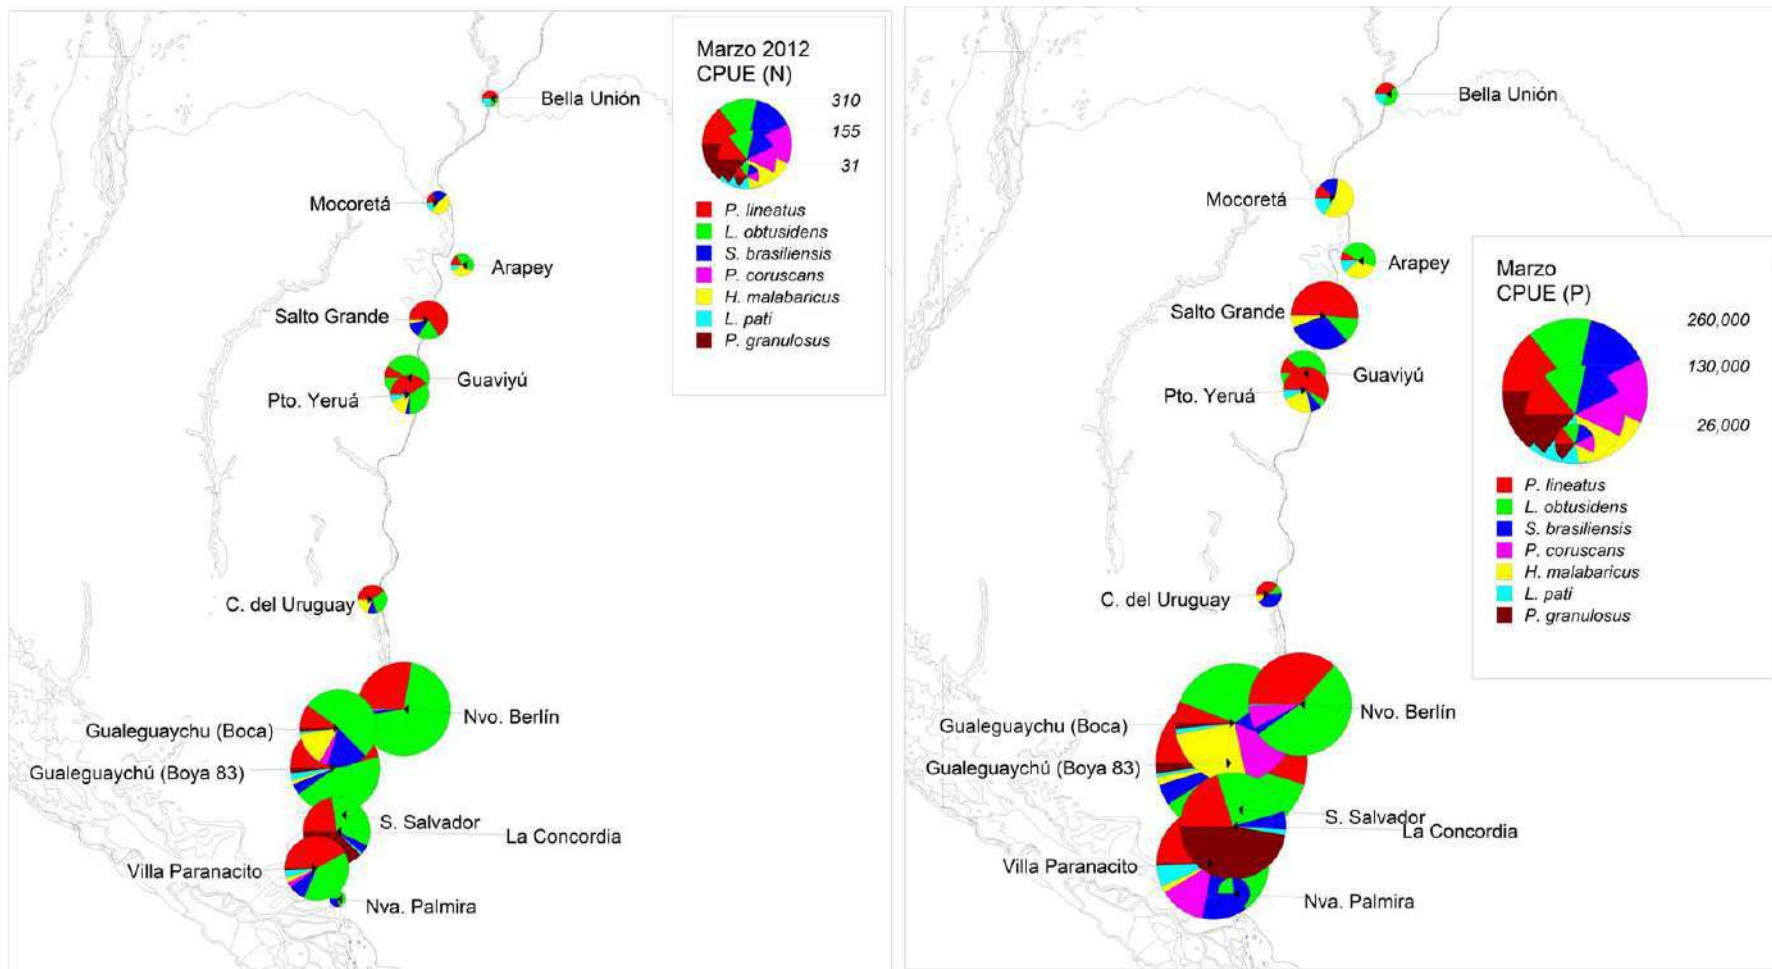 Marzo 2012
CPUE (N)
310
155
31
P. lineatus
L. obtusidens
S. brasiliensis
P. coruscans
H. malabaricus
L. pati
P. granulosus
Bella Unión
Mocoretá
Arapey
Salto Grande
Guaviyú
Pto. Yeruá
C. del Uruguay
Nvo. Berlín
Gualeguaychu (Boca)
Gualeguaychú (Boya 83)
S. Salvador
La Concordia
Villa Paranacito
Nva. Palmira
Bella Unión
Mocoretá
Arapey
Salto Grande
Guaviyú
Pto. Yeruá
C. del Uruguay
Nvo. Berlín
Gualeguaychu (Boca)
Gualeguaychú (Boya 83)
S. Salvador
La Concordia
Villa Paranacito
Nva. Palmira
Marzo
CPUE (P)
260,000
130,000
26,000
P. lineatus
L. obtusidens
S. brasiliensis
P. coruscans
H. malabaricus
L. pati
P. granulosus